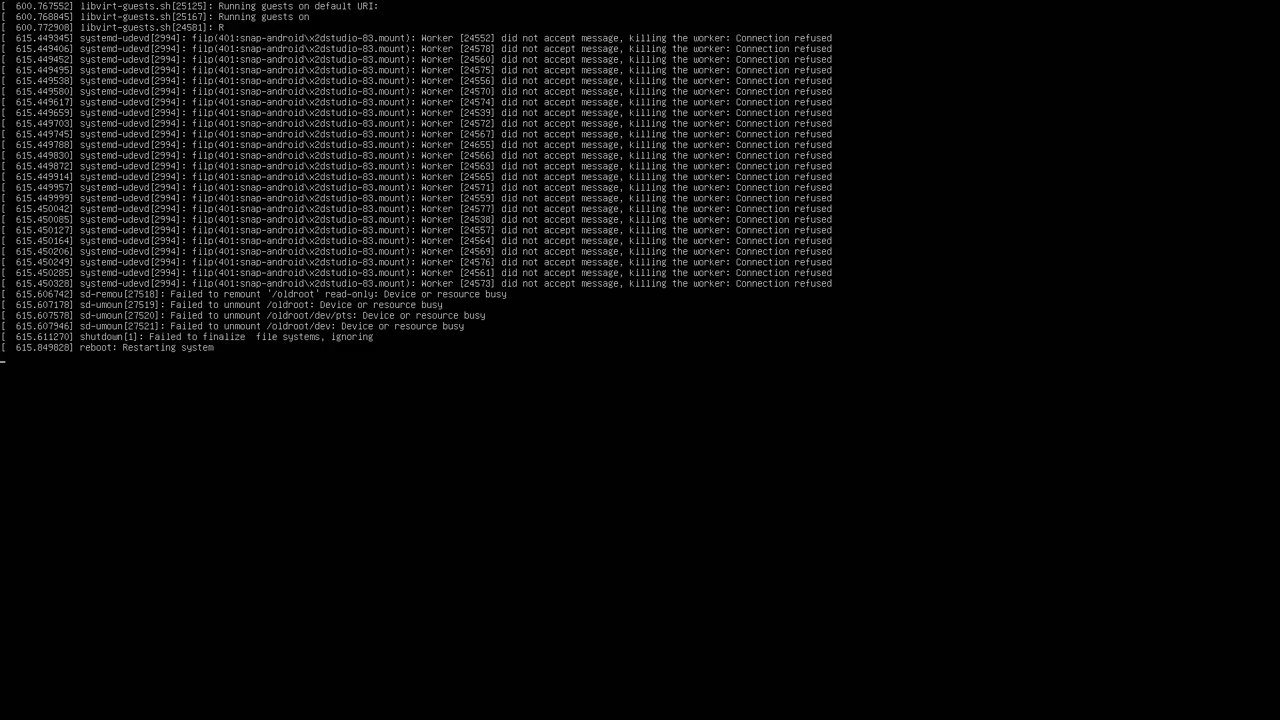 [  600.767552] libvirt-guests.sh[25125]: Running guests on default URI:
[  600.768845] libvirt-guests.sh[25167]: Running guests on
[  600.772908] libvirt-guests.sh[24581]: R
[  615.449345] systemd-udevd[2994]: filp(401:snap-android\x2dstudio-83.mount): Worker [24552] did not accept message, killing the worker: Connection refused
[  615.449406] systemd-udevd[2994]: filp(401:snap-android\x2dstudio-83.mount): Worker [24578] did not accept message, killing the worker: Connection refused
[  615.449452] systemd-udevd[2994]: filp(401:snap-android\x2dstudio-83.mount): Worker [24560] did not accept message, killing the worker: Connection refused
[  615.449495] systemd-udevd[2994]: filp(401:snap-android\x2dstudio-83.mount): Worker [24575] did not accept message, killing the worker: Connection refused
[  615.449538] systemd-udevd[2994]: filp(401:snap-android\x2dstudio-83.mount): Worker [24556] did not accept message, killing the worker: Connection refused
[  615.449580] systemd-udevd[2994]: filp(401:snap-android\x2dstudio-83.mount): Worker [24570] did not accept message, killing the worker: Connection refused
[  615.449617] systemd-udevd[2994]: filp(401:snap-android\x2dstudio-83.mount): Worker [24574] did not accept message, killing the worker: Connection refused
[  615.449659] systemd-udevd[2994]: filp(401:snap-android\x2dstudio-83.mount): Worker [24539] did not accept message, killing the worker: Connection refused
[  615.449703] systemd-udevd[2994]: filp(401:snap-android\x2dstudio-83.mount): Worker [24572] did not accept message, killing the worker: Connection refused
[  615.449745] systemd-udevd[2994]: filp(401:snap-android\x2dstudio-83.mount): Worker [24567] did not accept message, killing the worker: Connection refused
[  615.449788] systemd-udevd[2994]: filp(401:snap-android\x2dstudio-83.mount): Worker [24655] did not accept message, killing the worker: Connection refused
[  615.449830] systemd-udevd[2994]: filp(401:snap-android\x2dstudio-83.mount): Worker [24566] did not accept message, killing the worker: Connection refused
[  615.449872] systemd-udevd[2994]: filp(401:snap-android\x2dstudio-83.mount): Worker [24563] did not accept message, killing the worker: Connection refused
[  615.449914] systemd-udevd[2994]: filp(401:snap-android\x2dstudio-83.mount): Worker [24565] did not accept message, killing the worker: Connection refused
[  615.449957] systemd-udevd[2994]: filp(401:snap-android\x2dstudio-83.mount): Worker [24571] did not accept message, killing the worker: Connection refused
[  615.449999] systemd-udevd[2994]: filp(401:snap-android\x2dstudio-83.mount): Worker [24559] did not accept message, killing the worker: Connection refused
[  615.450042] systemd-udevd[2994]: filp(401:snap-android\x2dstudio-83.mount): Worker [24577] did not accept message, killing the worker: Connection refused
[  615.450085] systemd-udevd[2994]: filp(401:snap-android\x2dstudio-83.mount): Worker [24538] did not accept message, killing the worker: Connection refused
[  615.450127] systemd-udevd[2994]: filp(401:snap-android\x2dstudio-83.mount): Worker [24557] did not accept message, killing the worker: Connection refused
[  615.450164] systemd-udevd[2994]: filp(401:snap-android\x2dstudio-83.mount): Worker [24564] did not accept message, killing the worker: Connection refused
[  615.450206] systemd-udevd[2994]: filp(401:snap-android\x2dstudio-83.mount): Worker [24569] did not accept message, killing the worker: Connection refused
[  615.450249] systemd-udevd[2994]: filp(401:snap-android\x2dstudio-83.mount): Worker [24576] did not accept message, killing the worker: Connection refused
[  615.450285] systemd-udevd[2994]: filp(401:snap-android\x2dstudio-83.mount): Worker [24561] did not accept message, killing the worker: Connection refused
[  615.450328] systemd-udevd[2994]: filp(401:snap-android\x2dstudio-83.mount): Worker [24573] did not accept message, killing the worker: Connection refused
[  615.606742] sd-remou[27518]: Failed to remount '/oldroot' read-only: Device or resource busy
[  615.607178] sd-umoun[27519]: Failed to unmount /oldroot: Device or resource busy
[  615.607578] sd-umoun[27520]: Failed to unmount /oldroot/dev/pts: Device or resource busy
[  615.607946] sd-umoun[27521]: Failed to unmount /oldroot/dev: Device or resource busy
[  615.611270] shutdown[1]: Failed to finalize  file systems, ignoring
[  615.849828] reboot: Restarting system